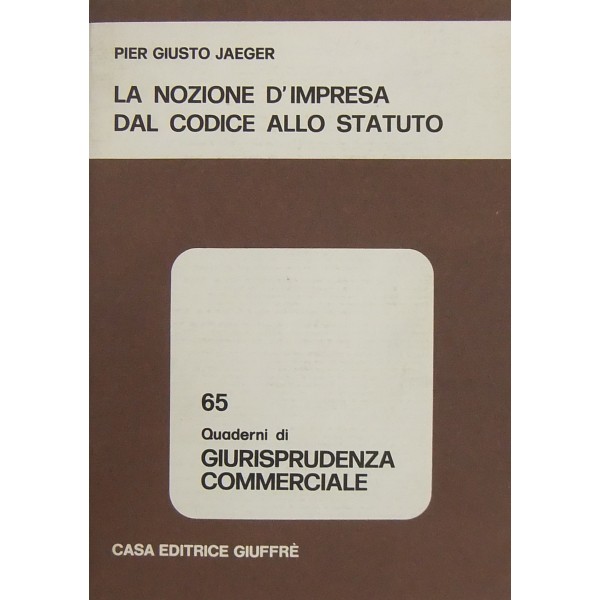 PIER GIUSTO JAEGER
LA NOZIONE D'IMPRESA
DAL CODICE ALLO STATUTO
65
Quaderni di
GIURISPRUDENZA
COMMERCIALE
CASA EDITRICE GIUFFRÈ